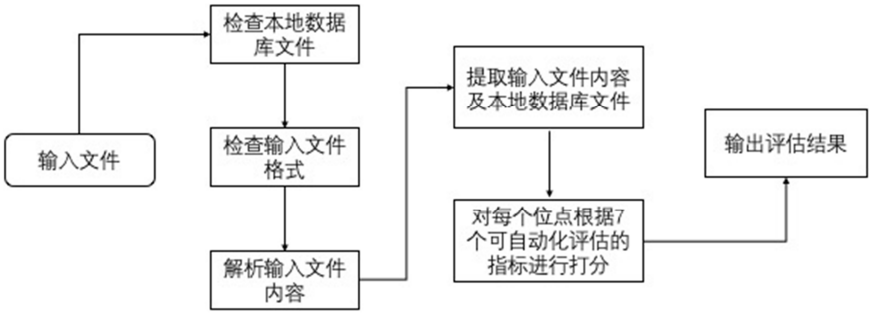 输入文件
检查本地数据
库文件
检查输入文件
格式
解析输入文件
内容
提取输入文件内容
及本地数据库文件
对每个位点根据7
个可自动化评估的
指标进行打分
输出评估结果